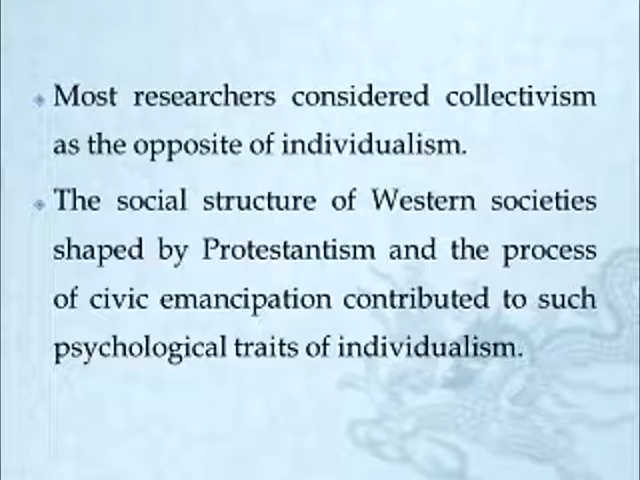 Most researchers considered collectivism
as the opposite of individualism.
The social structure of Western societies
shaped by Protestantism and the process
of civic emancipation contributed to such
psychological traits of individualism.